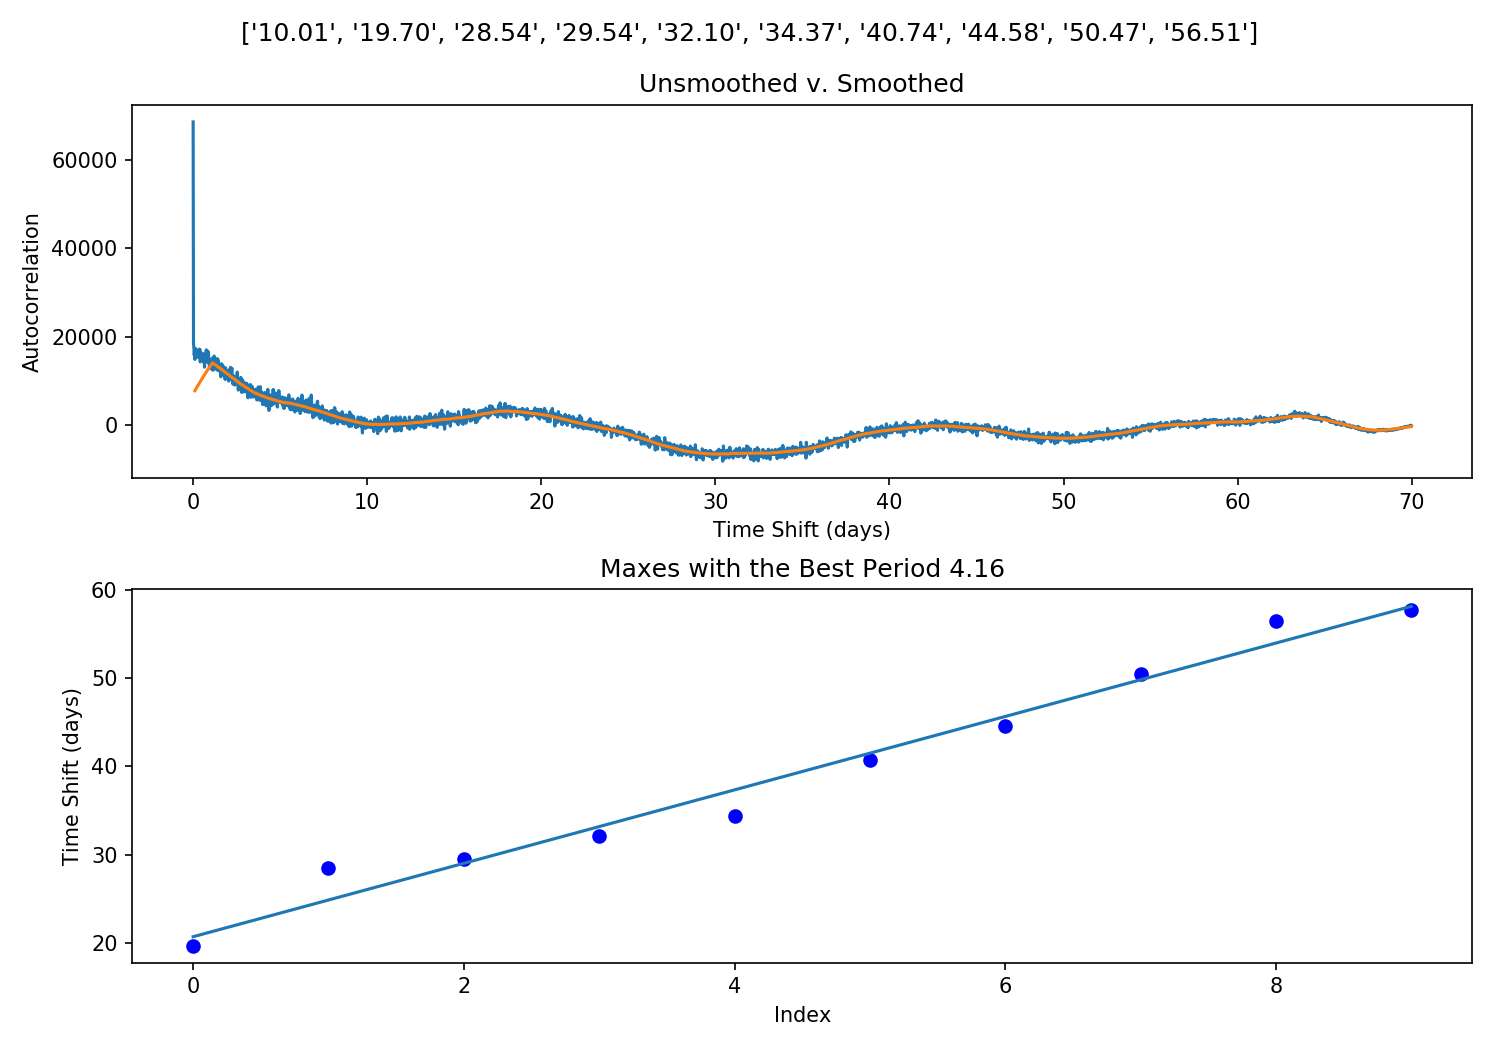 ['10.01', '19.70', '28.54', '29.54', '32.10', '34.37', '40.74', '44.58', '50.47', '56.51']
Unsmoothed v. Smoothed
Autocorrelation
60000
40000
20000
0
0 10 20 30 40 50 60 70
Time Shift (days)
Maxes with the Best Period 4.16
Time Shift (days)
60
50
40
30
20
0 2 4 6 8
Index